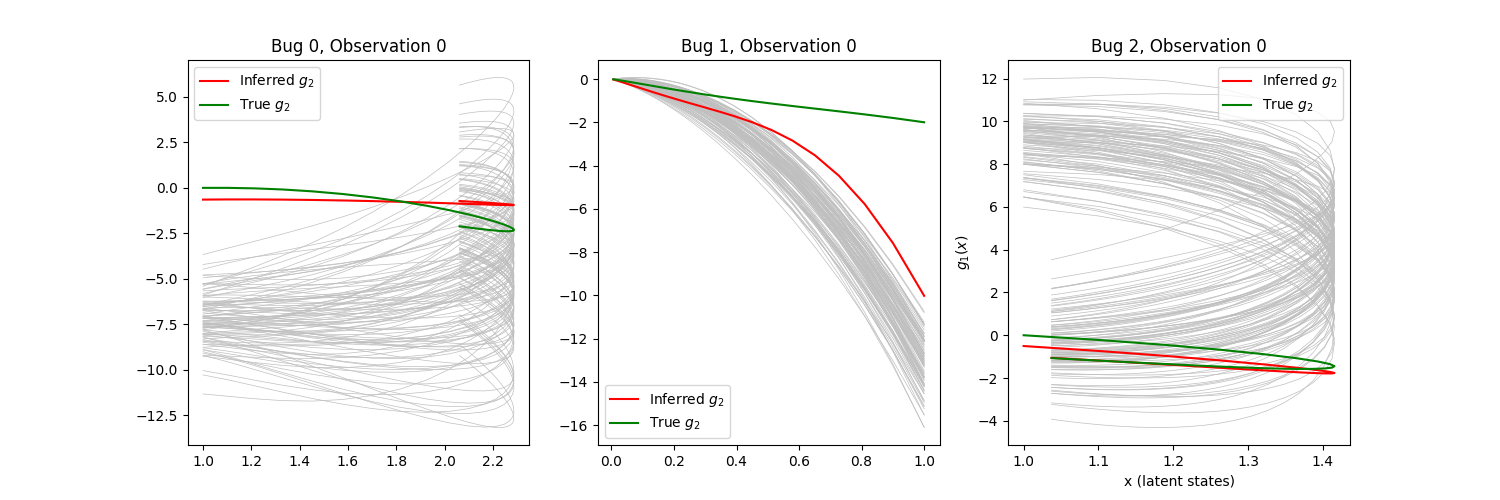 Bug 0, Observation 0
Inferred g₂
True g₂
5.0
2.5
0.0
−2.5
−5.0
−7.5
−10.0
−12.5
1.0 1.2 1.4 1.6 1.8 2.0 2.2
Bug 1, Observation 0
0
−2
−4
−6
−8
−10
−12
−14
−16
Inferred g₂
True g₂
0.0 0.2 0.4 0.6 0.8 1.0
Bug 2, Observation 0
Inferred g₂
True g₂
g₁(x)
12
10
8
6
4
2
0
−2
−4
1.0 1.1 1.2 1.3 1.4
x (latent states)